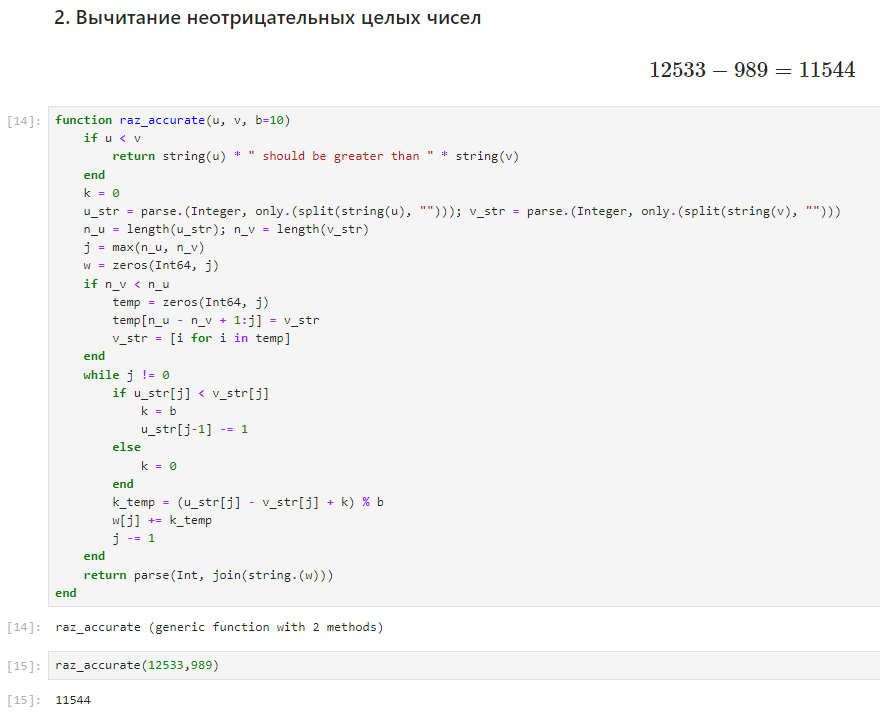 2. Вычитание неотрицательных целых чисел
12533 − 989 = 11544
[14]: function raz_accurate(u, v, b=10)
    if u < v
        return string(u) * " should be greater than " * string(v)
    end
    k = 0
    u_str = parse.(Integer, only.(split(string(u), ""))); v_str = parse.(Integer, only.(split(string(v), "")))
    n_u = length(u_str); n_v = length(v_str)
    j = max(n_u, n_v)
    w = zeros(Int64, j)
    if n_v < n_u
        temp = zeros(Int64, j)
        temp[n_u - n_v + 1:j] = v_str
        v_str = [i for i in temp]
    end
    while j != 0
        if u_str[j] < v_str[j]
            k = b
            u_str[j-1] -= 1
        else
            k = 0
        end
        k_temp = (u_str[j] - v_str[j] + k) % b
        w[j] += k_temp
        j -= 1
    end
    return parse(Int, join(string.(w)))
end
[14]: raz_accurate (generic function with 2 methods)
[15]: raz_accurate(12533,989)
[15]: 11544